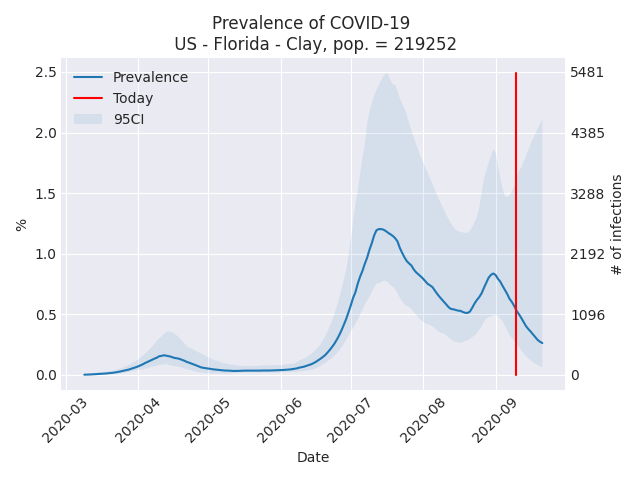 Prevalence of COVID-19
US - Florida - Clay, pop. = 219252
2.5
2.0
1.5
1.0
0.5
0.0
%
Prevalence
Today
95CI
5481
4385
3288
2192
1096
0
# of infections
2020-03
2020-04
2020-05
2020-06
2020-07
2020-08
2020-09
Date